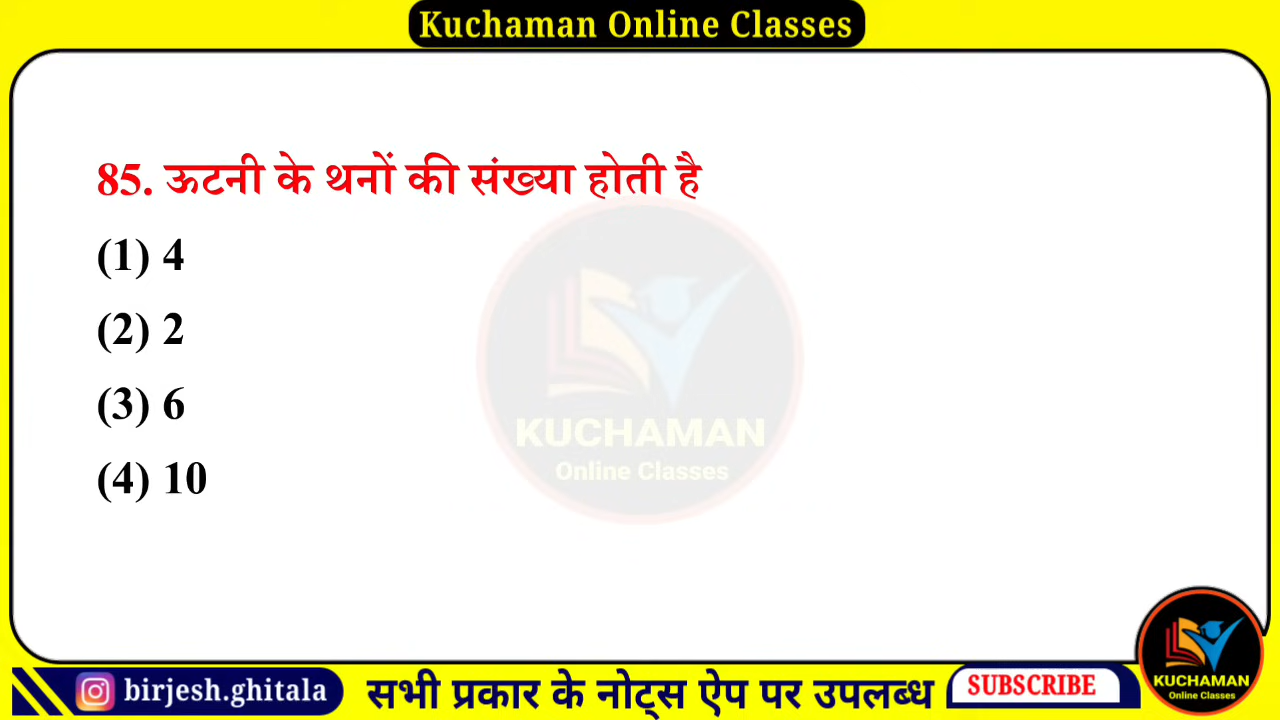 Kuchaman Online Classes
85. ऊटनी के थनों की संख्या होती है
(1) 4
(2) 2
(3) 6
(4) 10
KUCHAMAN
Online Classes
birjesh.ghitala
सभी प्रकार के नोट्स ऐप पर उपलब्ध
SUBSCRIBE
KUCHAMAN
Online Classes